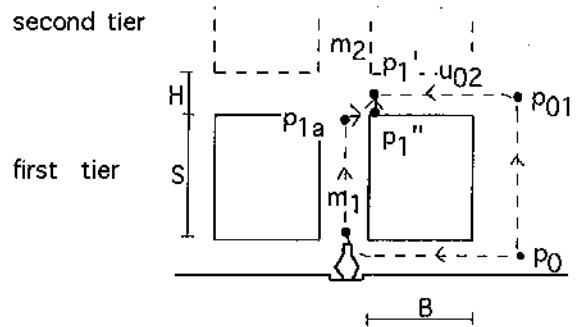 second tier
m2
p1'
u02
H
p01
p1a
p1''
first tier
S
m1
p0
B